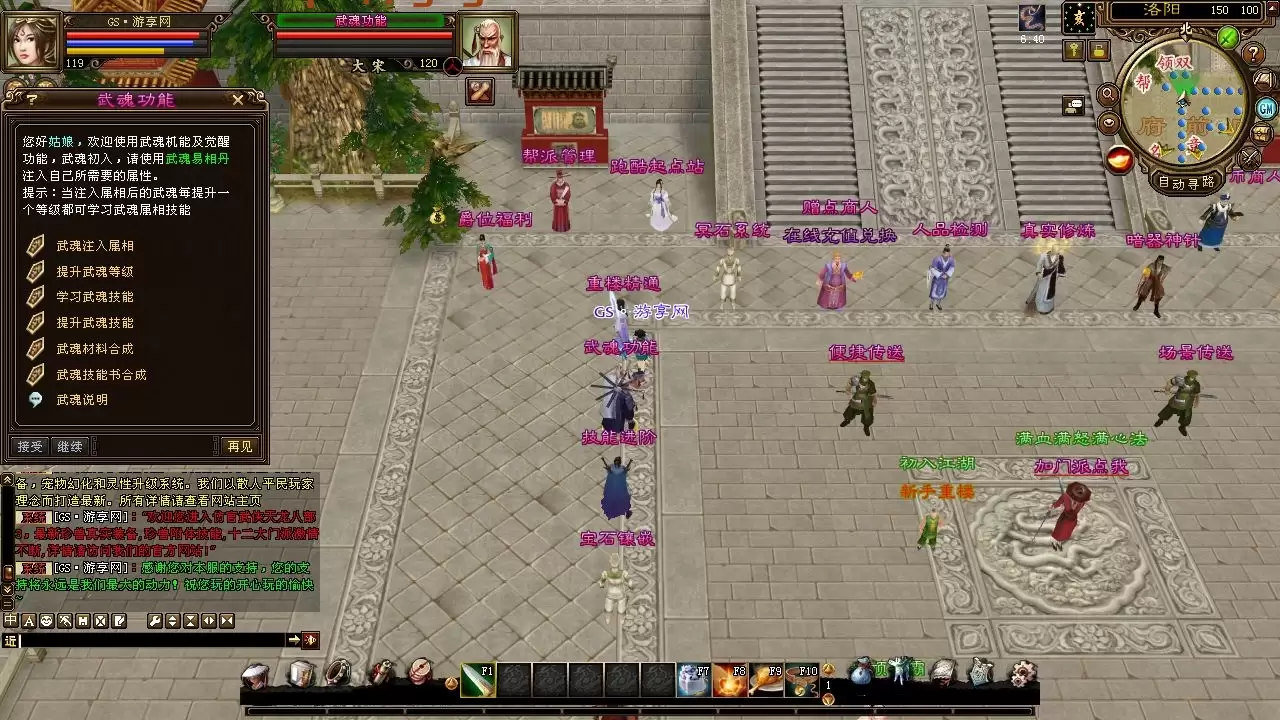 GS·游享网
119
武魂功能
大宋
120
6:40
亥
洛阳
150 100
北
GM
自动寻路
武魂功能
您好姑娘，欢迎使用武魂机能及觉醒
功能，武魂初入，请使用武魂易相丹
注入自己所需要的属性。
提示：当注入属相后的武魂每提升一
个等级都可学习武魂属相技能
武魂注入属相
提升武魂等级
学习武魂技能
提升武魂技能
武魂材料合成
武魂技能书合成
武魂说明
接受
继续
再见
帮派管理
跑酷起点站
爵位福利
冥石系统
赠点商人
在线充值兑换
人品检测
真实修炼
暗器神针
重楼精通
GS·游享网
武魂功能
便捷传送
场景传送
技能进阶
满血满怒满心法
初入江湖
加门派点我
新手重楼
宝石镶嵌
备，宠物幻化和灵性升级系统。我们以散人平民玩家
理念而打造最新。所有详情请查看官网公告
[GS·游享网]：感谢您对本服的支持，您的支
持将永远是我们最大的动力！祝您玩的开心玩的愉快
~
近
F1
F7
F8
F9
F10
1